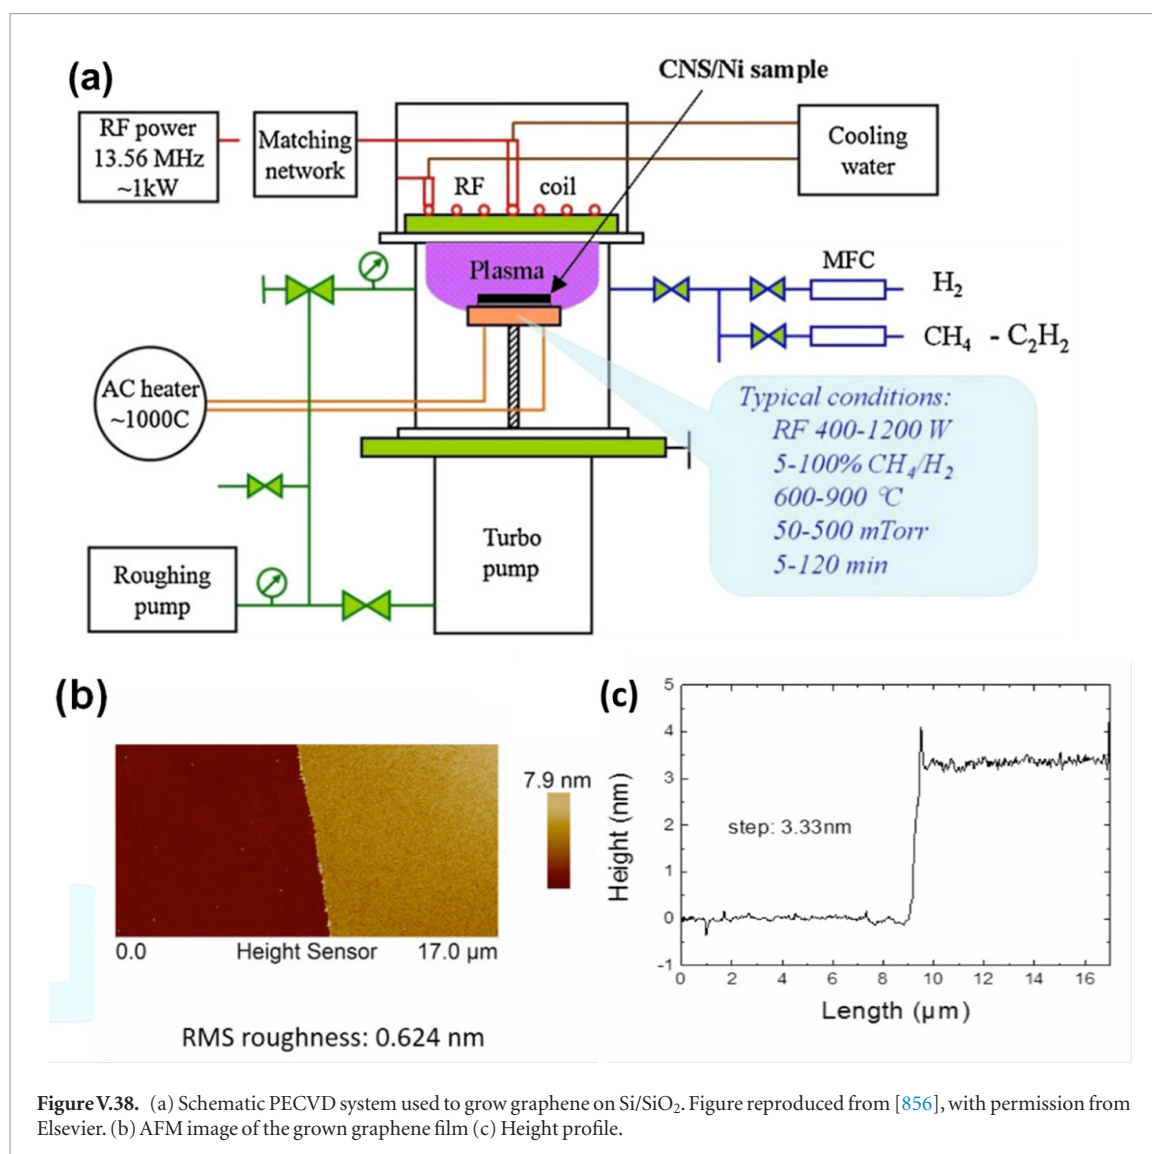 (a)
CNS/Ni sample
RF power
13.56 MHz
~1kW
Matching
network
RF coil
Cooling
water
Plasma
MFC
H₂
CH₄ - C₂H₂
AC heater
~1000C
Typical conditions:
RF 400-1200 W
5-100% CH₄/H₂
600-900 ℃
50-500 mTorr
5-120 min
Turbo
pump
Roughing
pump
(b)
7.9 nm
0.0 Height Sensor 17.0 µm
RMS roughness: 0.624 nm
(c)
5
4
3
2
1
0
-1
Height (nm)
step: 3.33nm
0 2 4 6 8 10 12 14 16
Length (µm)
Figure V.38. (a) Schematic PECVD system used to grow graphene on Si/SiO₂. Figure reproduced from [856], with permission from
Elsevier. (b) AFM image of the grown graphene film (c) Height profile.